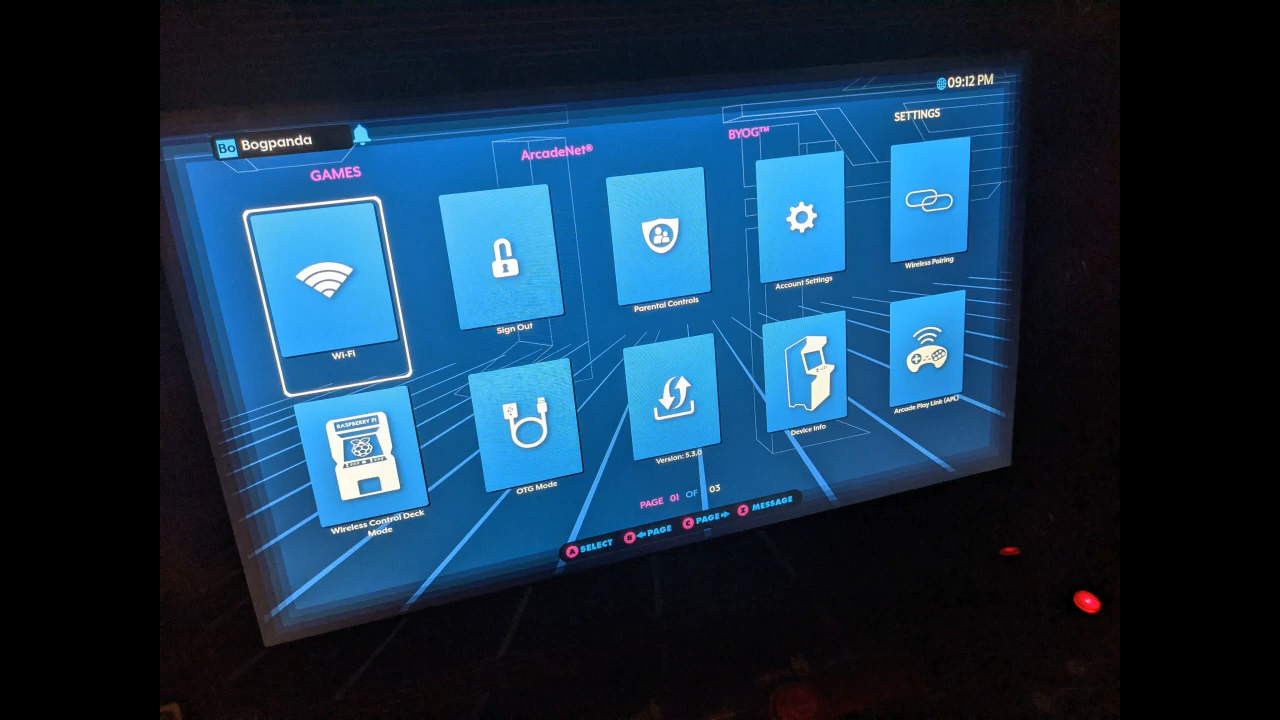 09:12 PM
Bo Bogpanda
GAMES
ArcadeNet®
BYOG™
SETTINGS
Wi-Fi
Sign Out
Parental Controls
Account Settings
Wireless Pairing
RASPBERRY PI
Wireless Control Deck
Mode
OTG Mode
Version: 5.3.0
Device Info
Arcade Play Link (APL)
PAGE 01 OF 03
A SELECT B PAGE C PAGE Z MESSAGE